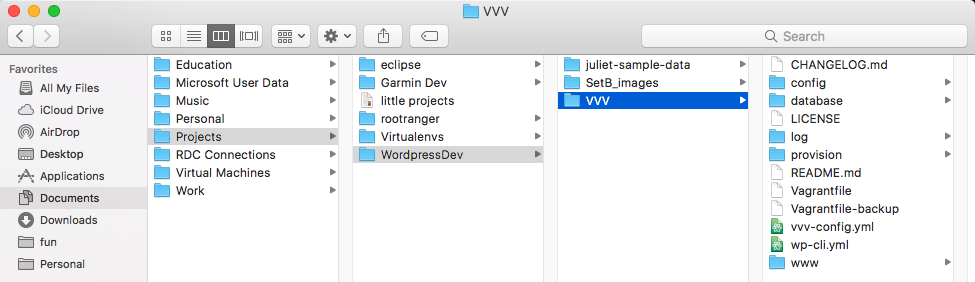 VVV
Search
Favorites
All My Files
iCloud Drive
AirDrop
Desktop
Applications
Documents
Downloads
fun
Personal
Education
Microsoft User Data
Music
Personal
Projects
RDC Connections
Virtual Machines
Work
eclipse
Garmin Dev
little projects
rootranger
Virtualenvs
WordpressDev
juliet-sample-data
SetB_images
VVV
CHANGELOG.md
config
database
LICENSE
log
provision
README.md
Vagrantfile
Vagrantfile-backup
vvv-config.yml
wp-cli.yml
www